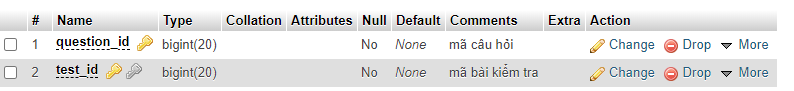 # Name Type Collation Attributes Null Default Comments Extra Action
1 question_id bigint(20) No None mã câu hỏi Change Drop More
2 test_id bigint(20) No None mã bài kiểm tra Change Drop More